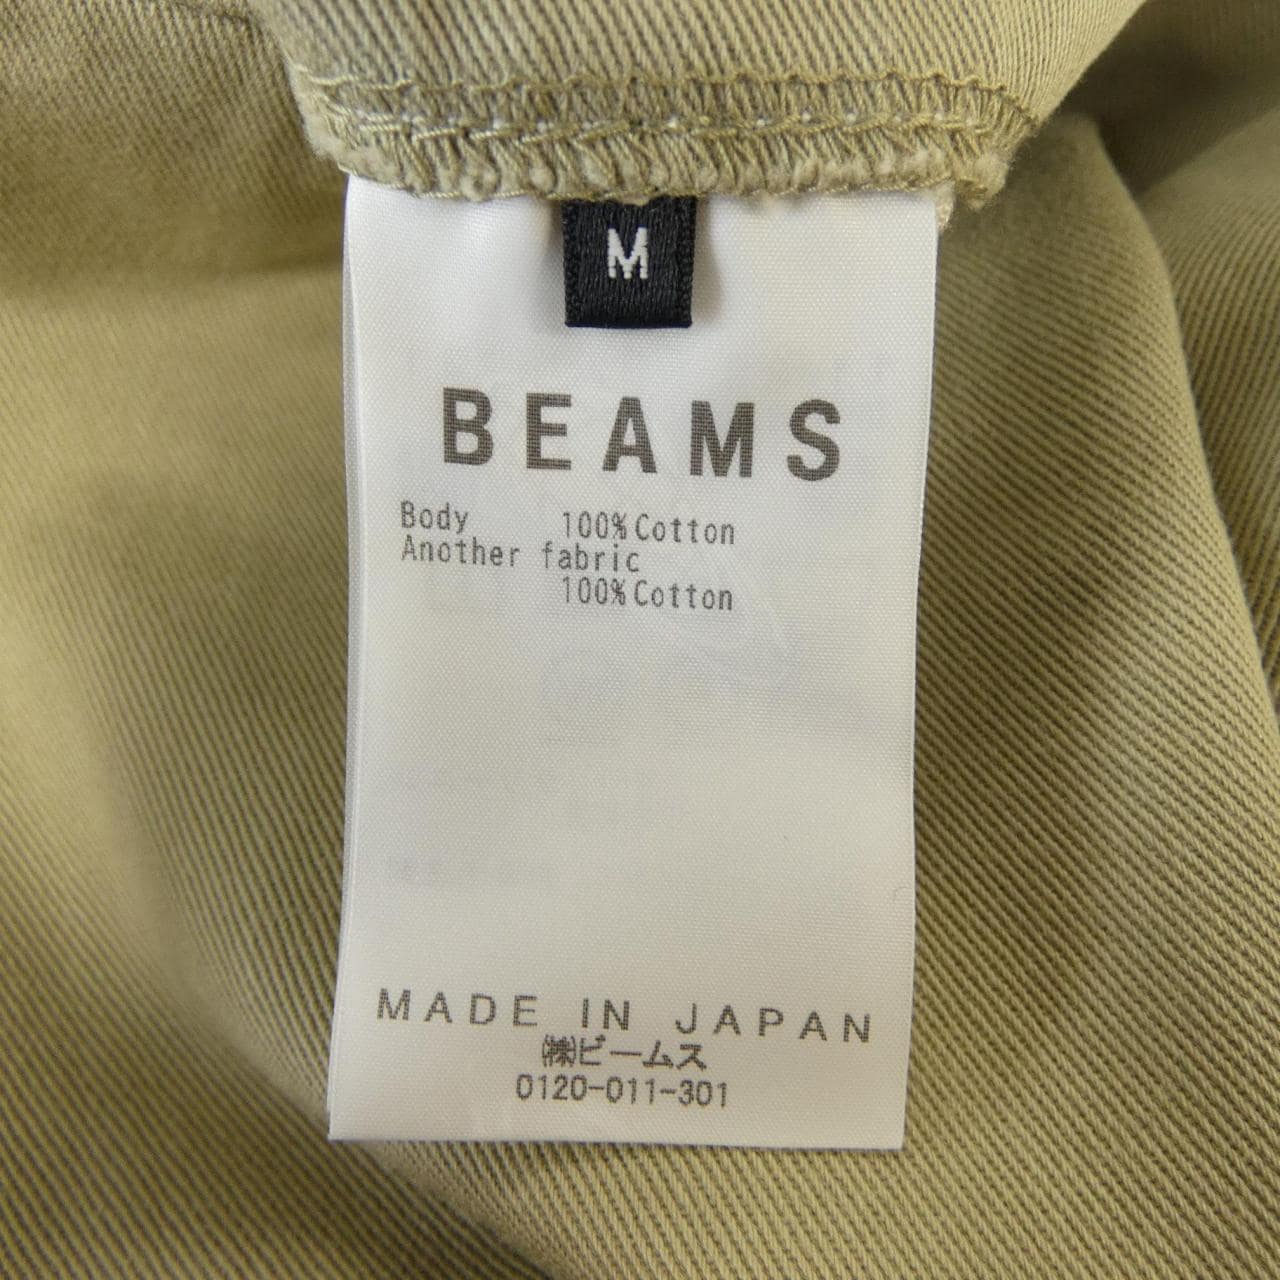 M
BEAMS
Body 100%Cotton
Another fabric
100%Cotton
MADE IN JAPAN
㈱ビームス
0120-011-301